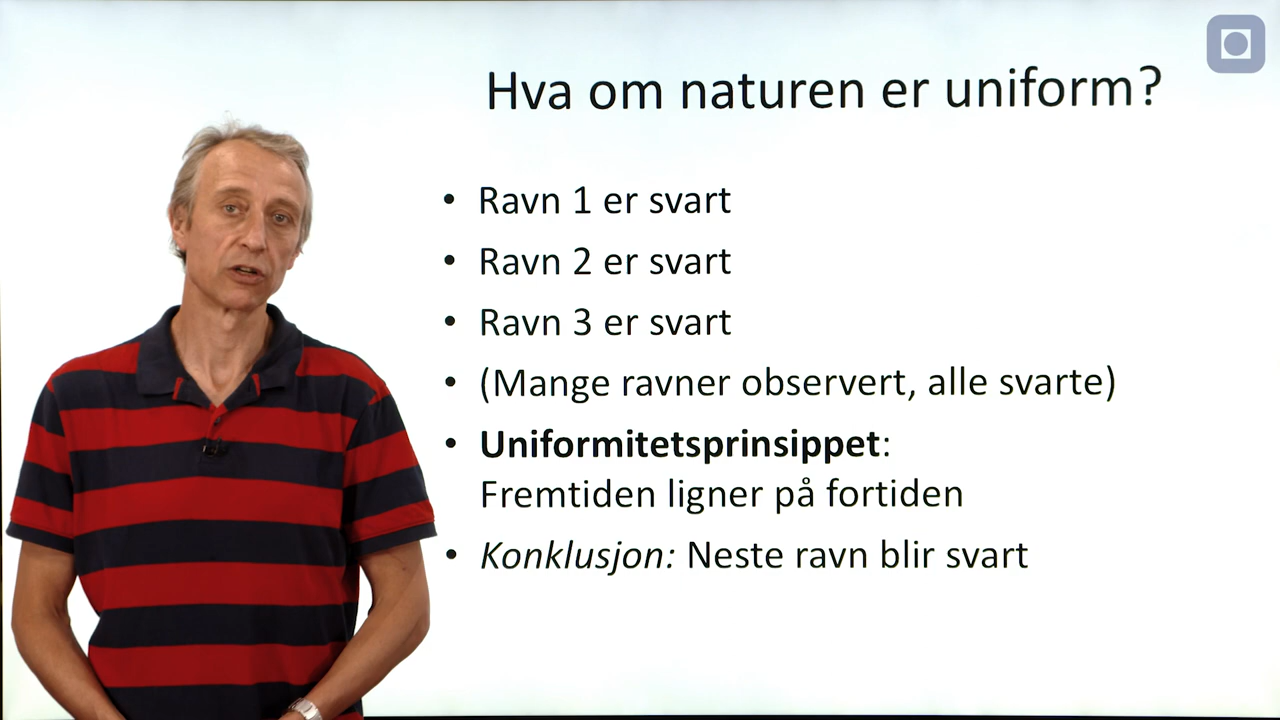 Hva om naturen er uniform?
• Ravn 1 er svart
• Ravn 2 er svart
• Ravn 3 er svart
• (Mange ravner observert, alle svarte)
• Uniformitetsprinsippet:
Fremtiden ligner på fortiden
• Konklusjon: Neste ravn blir svart